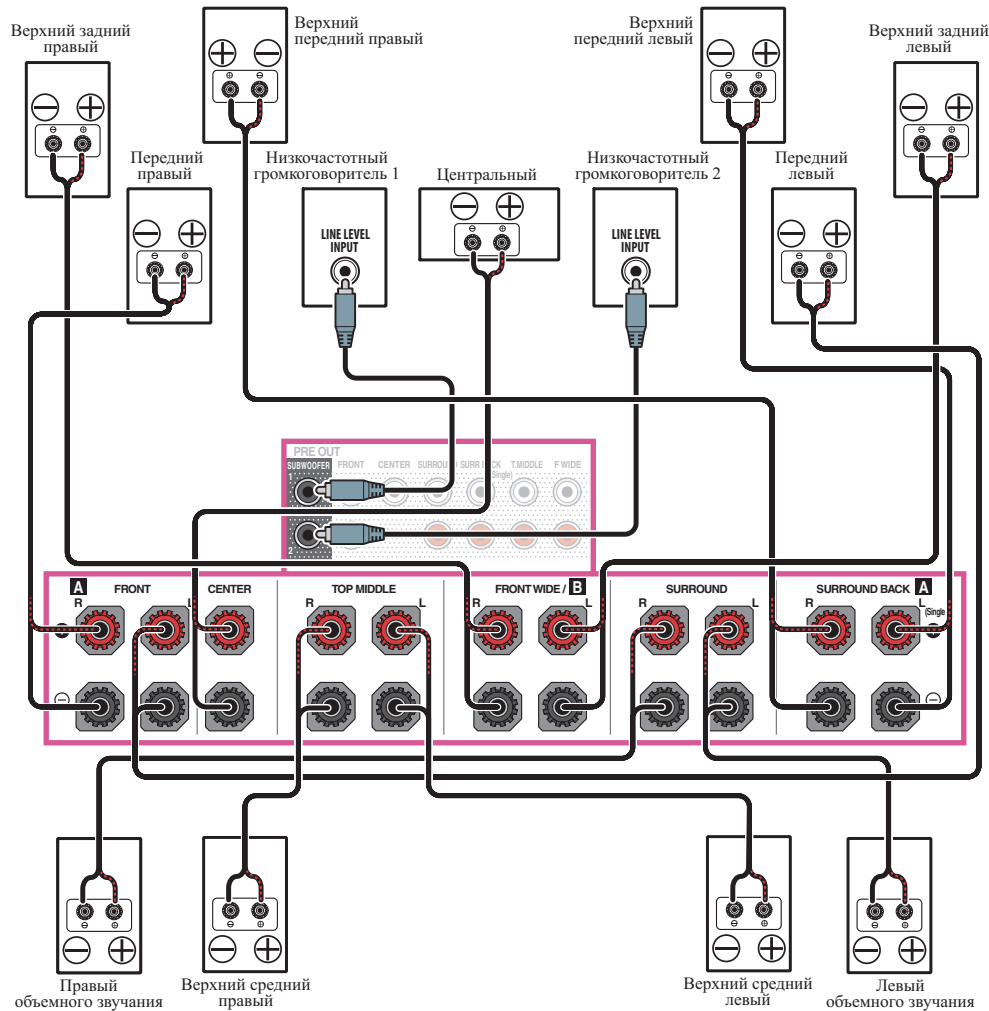 Верхний задний
правый
Верхний
передний правый
Верхний
передний левый
Верхний задний
левый
Передний
правый
Низкочастотный
громкоговоритель 1
Центральный
Низкочастотный
громкоговоритель 2
Передний
левый
LINE LEVEL
INPUT
LINE LEVEL
INPUT
PRE OUT
SUBWOOFER FRONT CENTER SURROUND SURR BACK T.MIDDLE F WIDE
(Single)
1
2
A FRONT CENTER TOP MIDDLE FRONT WIDE / B SURROUND SURROUND BACK A
R L R L R L R L R L
(Single
Правый
объемного звучания
Верхний средний
правый
Верхний средний
левый
Левый
объемного звучания